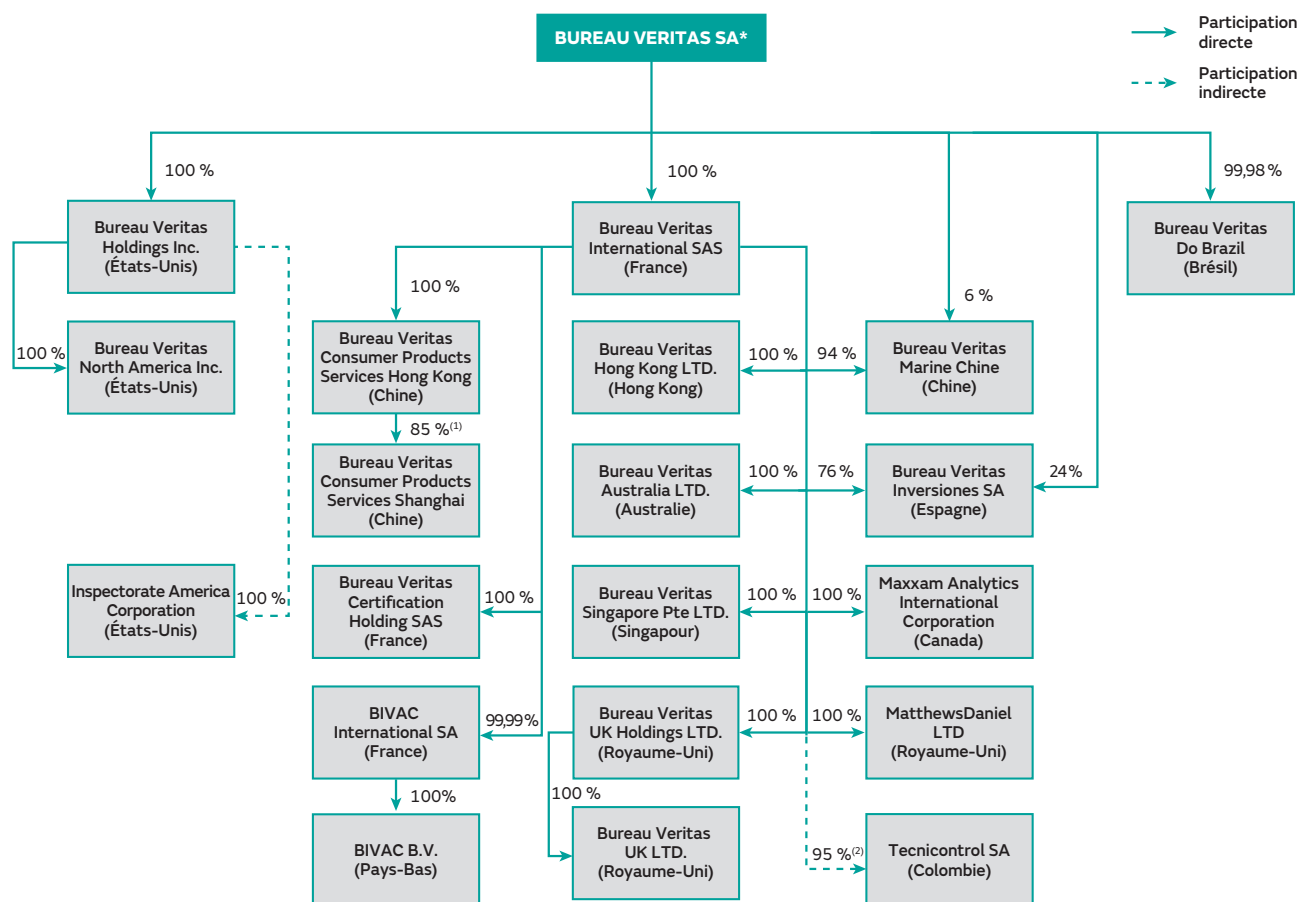 BUREAU VERITAS SA*
Participation
directe
Participation
indirecte
100 %
100 %
99,98 %
Bureau Veritas
Holdings Inc.
(États-Unis)
Bureau Veritas
International SAS
(France)
Bureau Veritas
Do Brazil
(Brésil)
100 %
6 %
100 %
Bureau Veritas
North America Inc.
(États-Unis)
Bureau Veritas
Consumer Products
Services Hong Kong
(Chine)
Bureau Veritas
Hong Kong LTD.
(Hong Kong)
100 %
94 %
Bureau Veritas
Marine Chine
(Chine)
85 %(1)
Bureau Veritas
Consumer Products
Services Shanghai
(Chine)
Bureau Veritas
Australia LTD.
(Australie)
100 %
76 %
Bureau Veritas
Inversiones SA
(Espagne)
24 %
Inspectorate America
Corporation
(États-Unis)
100 %
Bureau Veritas
Certification
Holding SAS
(France)
100 %
Bureau Veritas
Singapore Pte LTD.
(Singapour)
100 %
100 %
Maxxam Analytics
International
Corporation
(Canada)
BIVAC
International SA
(France)
99,99 %
Bureau Veritas
UK Holdings LTD.
(Royaume-Uni)
100 %
100 %
MatthewsDaniel
LTD
(Royaume-Uni)
100%
100 %
BIVAC B.V.
(Pays-Bas)
Bureau Veritas
UK LTD.
(Royaume-Uni)
95 %(2)
Tecnicontrol SA
(Colombie)